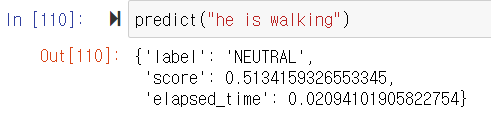 In [110]: predict("he is walking")
Out[110]: {'label': 'NEUTRAL',
'score': 0.5134159326553345,
'elapsed_time': 0.02094101905822754}